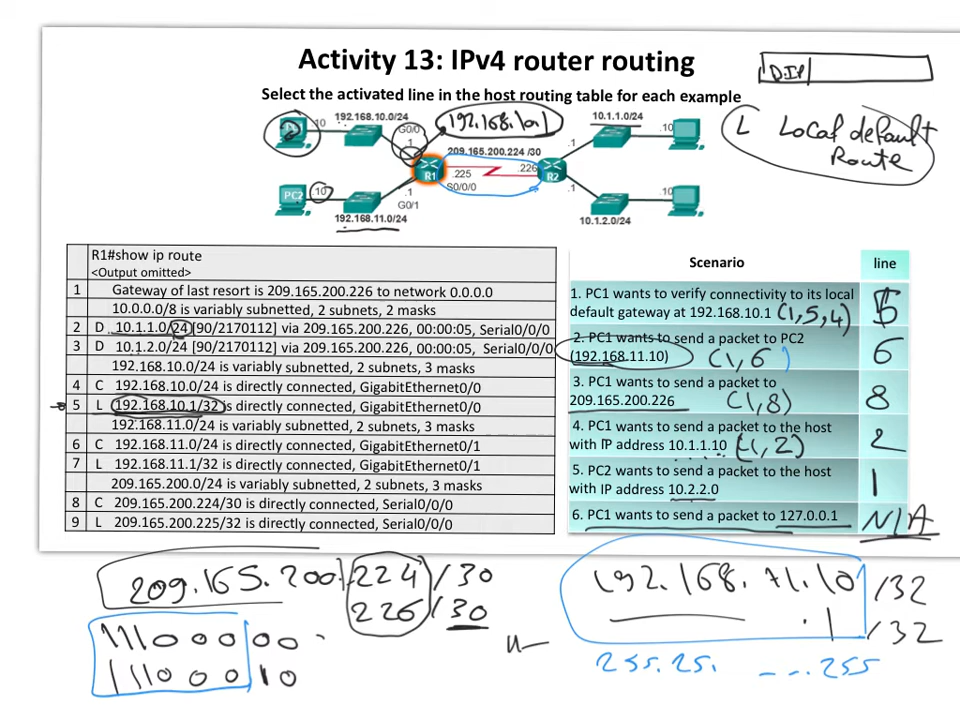 Activity 13: IPv4 router routing
D.IP
Select the activated line in the host routing table for each example
192.168.10.0/24
.10
G0/0
.1
192.168.10.1
10.1.1.0/24
.10
L Local default
Route
209.165.200.224 /30
.1
R1
.225
.226
R2
S0/0/0
PC2
.10
.1
G0/1
.1
192.168.11.0/24
10.1.2.0/24
R1#show ip route
<Output omitted>
1 Gateway of last resort is 209.165.200.226 to network 0.0.0.0
10.0.0.0/8 is variably subnetted, 2 subnets, 2 masks
2 D 10.1.1.0/24 [90/2170112] via 209.165.200.226, 00:00:05, Serial0/0/0
3 D 10.1.2.0/24 [90/2170112] via 209.165.200.226, 00:00:05, Serial0/0/0
192.168.10.0/24 is variably subnetted, 2 subnets, 3 masks
4 C 192.168.10.0/24 is directly connected, GigabitEthernet0/0
5 L 192.168.10.1/32 is directly connected, GigabitEthernet0/0
192.168.11.0/24 is variably subnetted, 2 subnets, 3 masks
6 C 192.168.11.0/24 is directly connected, GigabitEthernet0/1
7 L 192.168.11.1/32 is directly connected, GigabitEthernet0/1
209.165.200.0/24 is variably subnetted, 2 subnets, 3 masks
8 C 209.165.200.224/30 is directly connected, Serial0/0/0
9 L 209.165.200.225/32 is directly connected, Serial0/0/0
Scenario line
1. PC1 wants to verify connectivity to its local
default gateway at 192.168.10.1 (1,5,4) 5
2. PC1 wants to send a packet to PC2
(192.168.11.10) (1,6) 6
3. PC1 wants to send a packet to
209.165.200.226 (1,8) 8
4. PC1 wants to send a packet to the host
with IP address 10.1.1.10 (1,2) 2
5. PC2 wants to send a packet to the host
with IP address 10.2.2.0 1
6. PC1 wants to send a packet to 127.0.0.1 N/A
209.165.200.224/30
226/30
11100000
11100010
192.168.11.10/32
.1/32
255.25. ....255